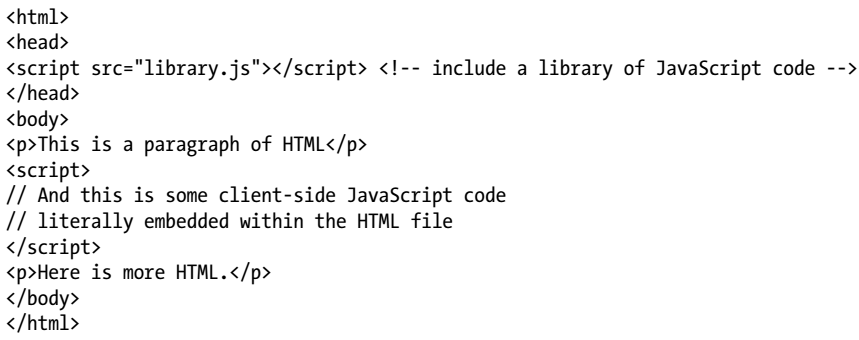 <html>
<head>
<script src="library.js"></script> <!-- include a library of JavaScript code -->
</head>
<body>
<p>This is a paragraph of HTML</p>
<script>
// And this is some client-side JavaScript code
// literally embedded within the HTML file
</script>
<p>Here is more HTML.</p>
</body>
</html>